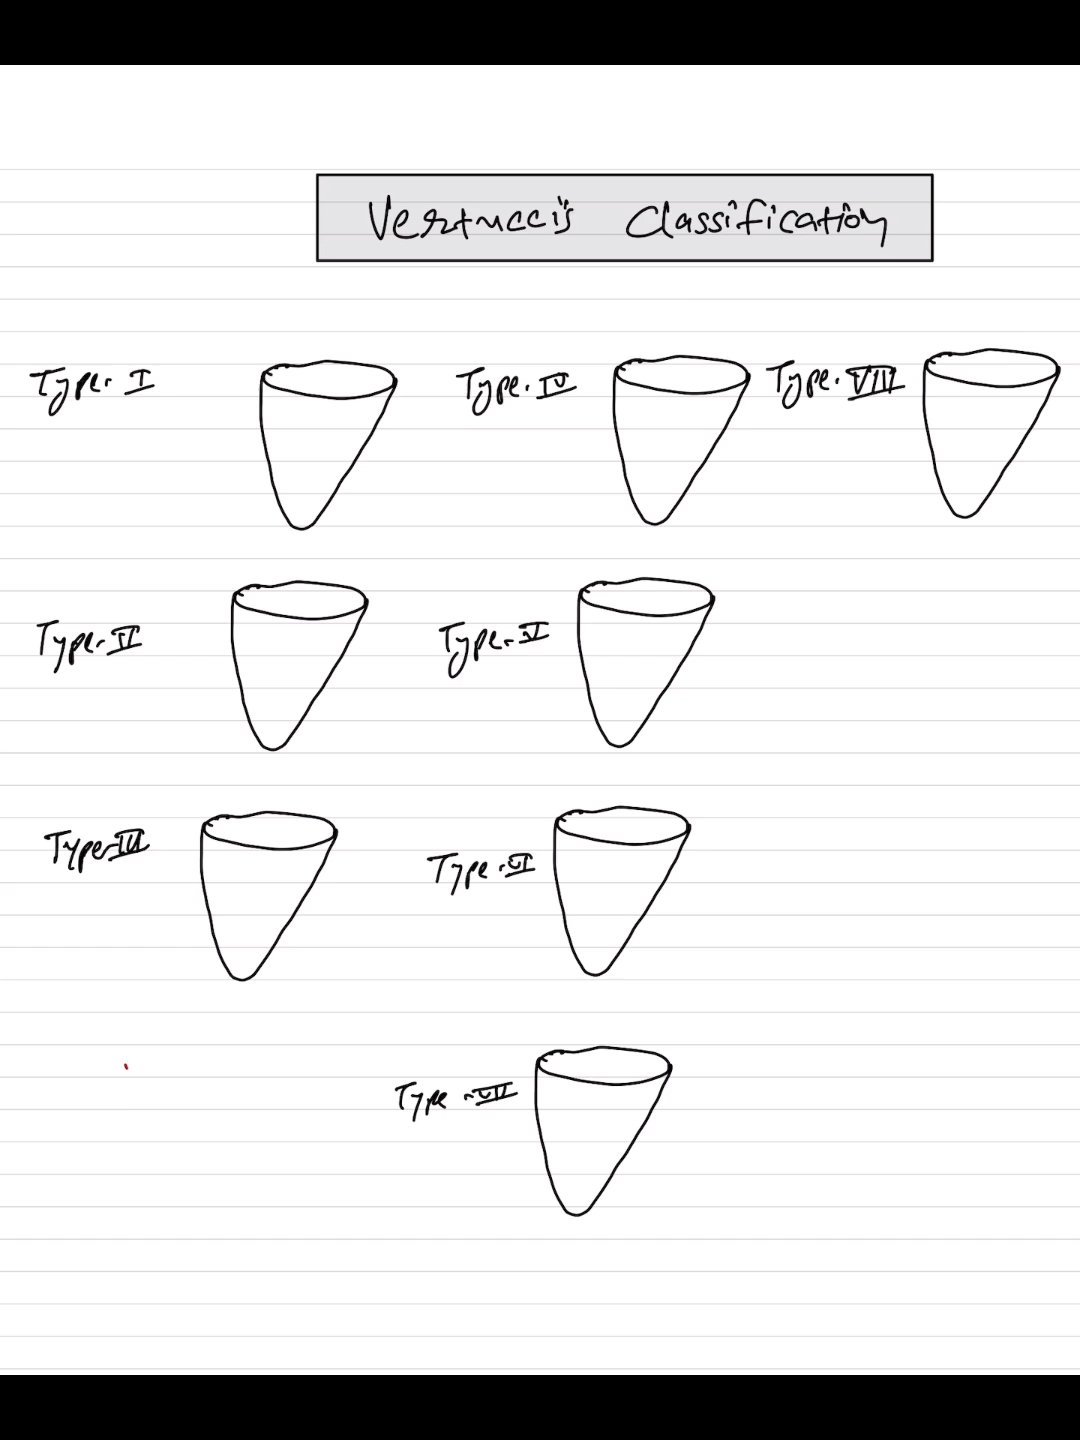 Vertucci's Classification
Type. I
Type. IV
Type. VIII
Type. II
Type. V
Type III
Type. VI
Type. VII